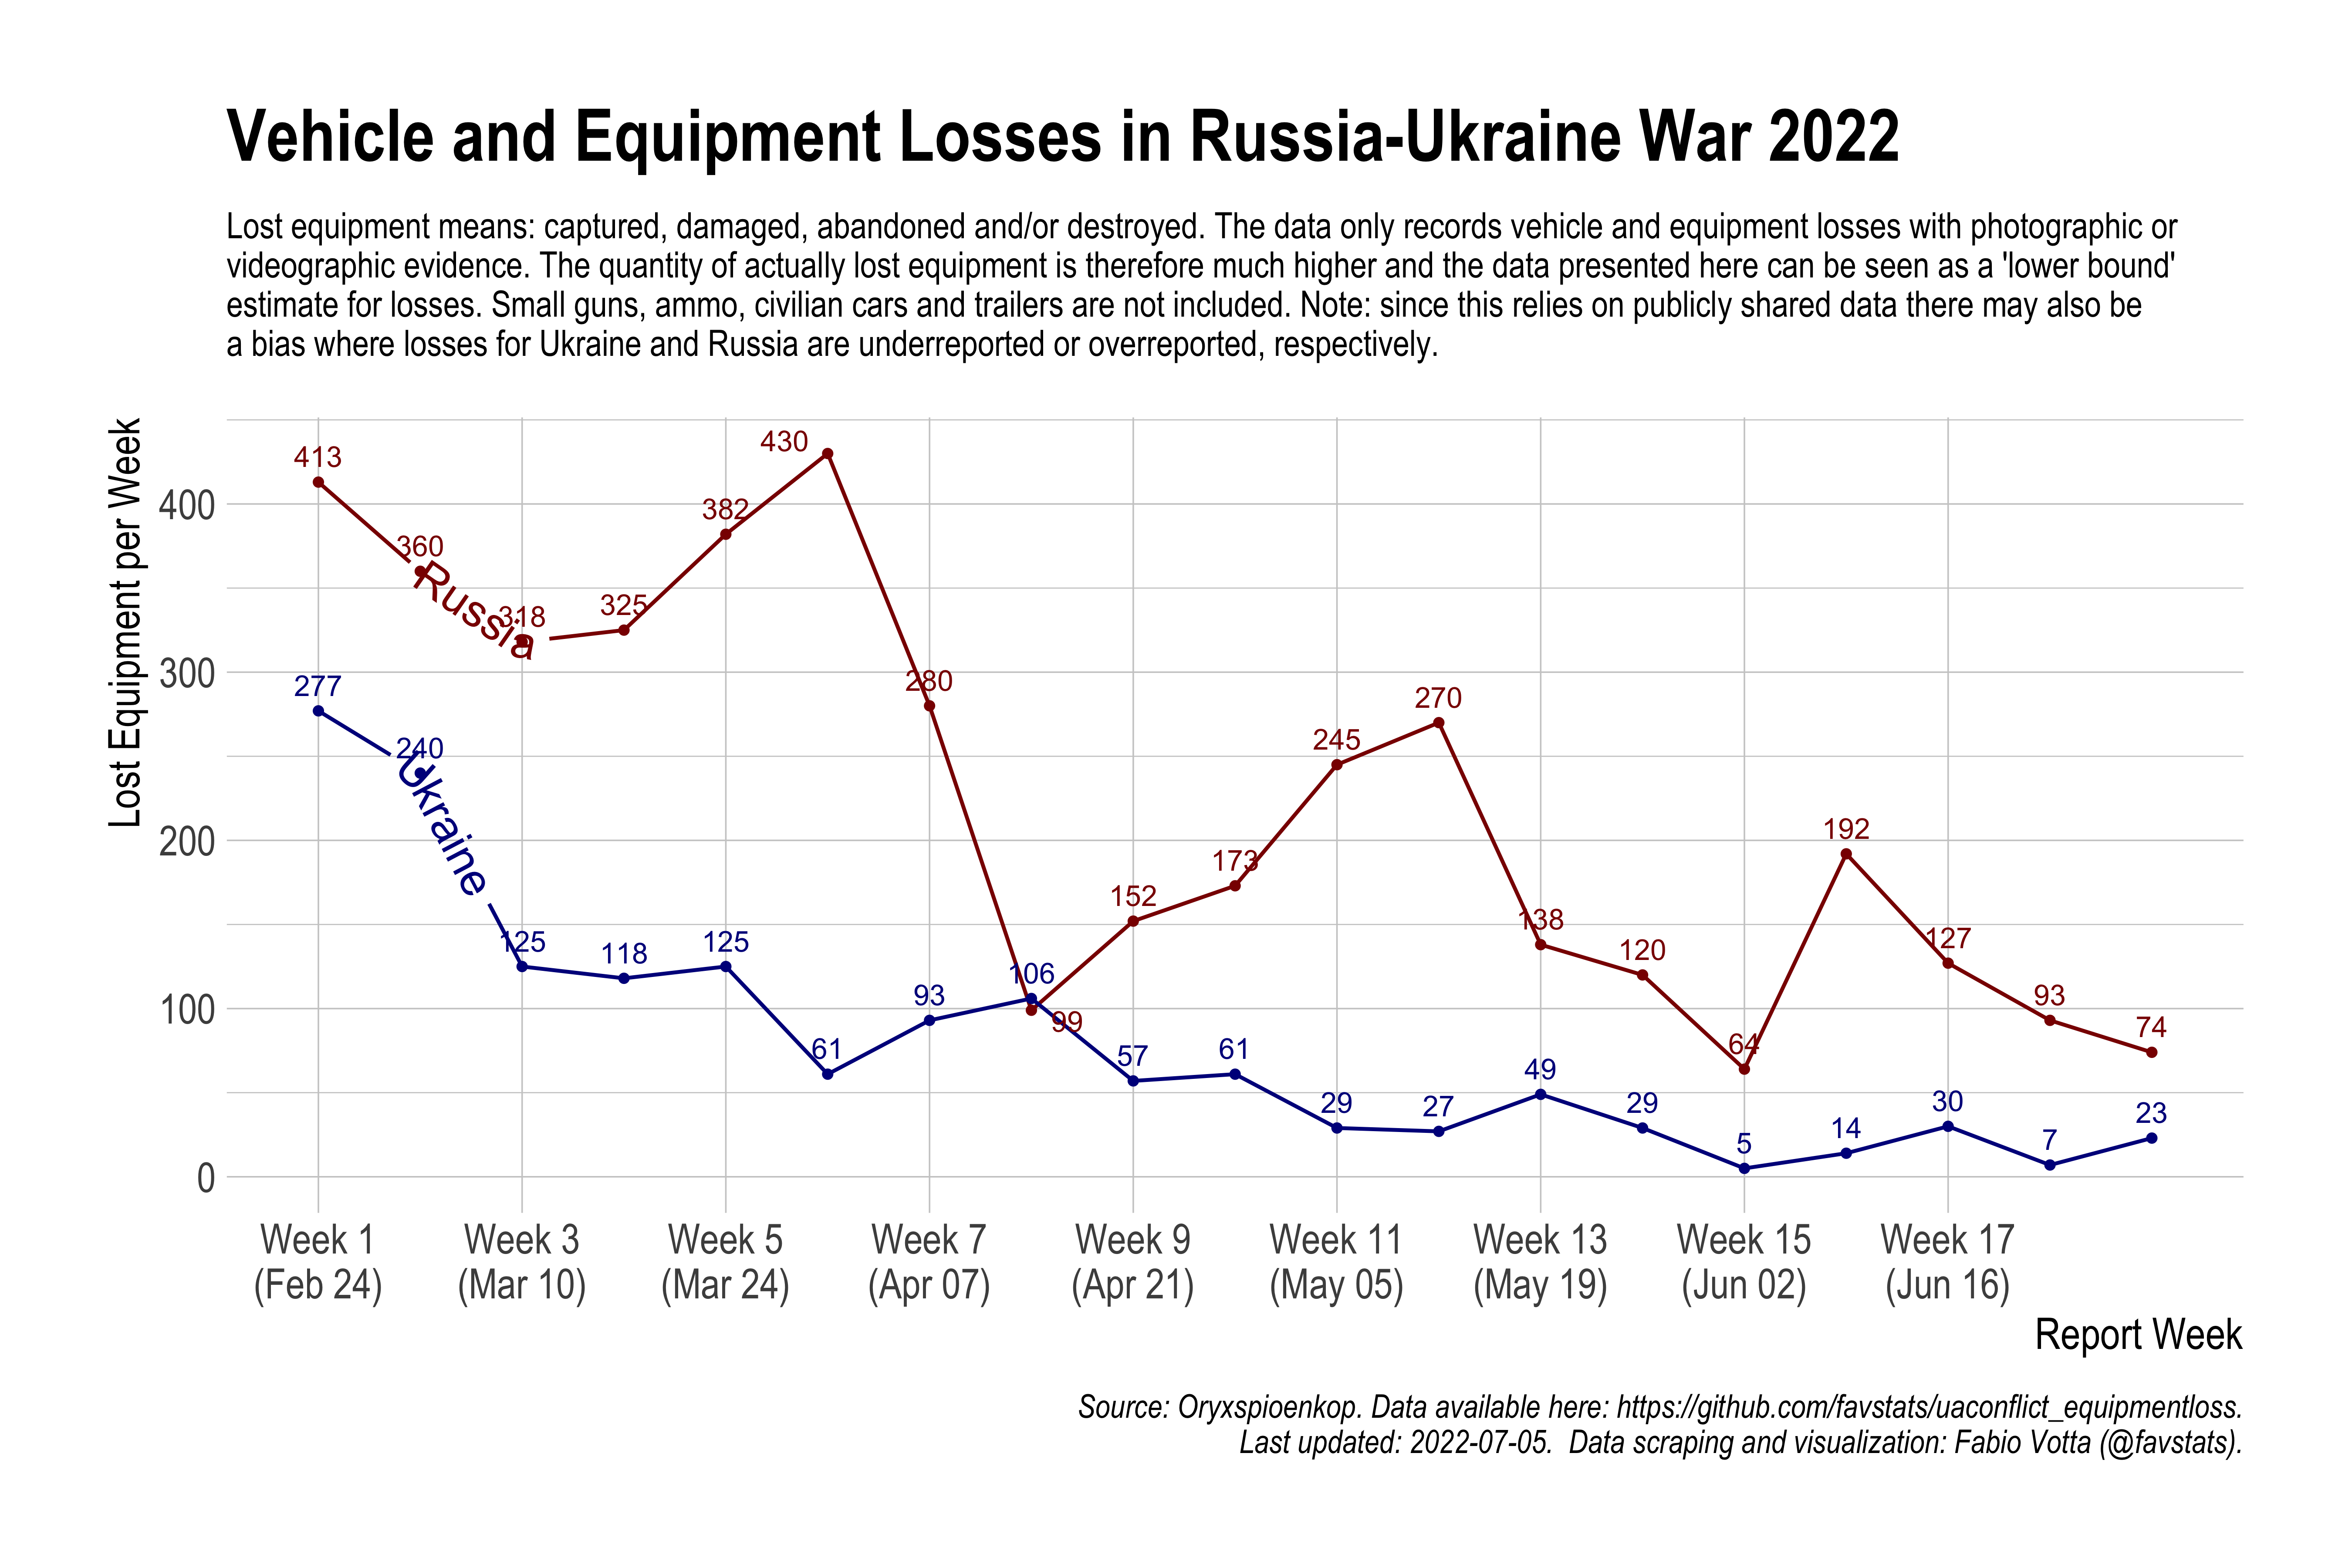 Vehicle and Equipment Losses in Russia-Ukraine War 2022
Lost equipment means: captured, damaged, abandoned and/or destroyed. The data only records vehicle and equipment losses with photographic or
videographic evidence. The quantity of actually lost equipment is therefore much higher and the data presented here can be seen as a 'lower bound'
estimate for losses. Small guns, ammo, civilian cars and trailers are not included. Note: since this relies on publicly shared data there may also be
a bias where losses for Ukraine and Russia are underreported or overreported, respectively.
Lost Equipment per Week
400
300
200
100
0
Russia
413
360
318
325
382
430
280
99
152
173
245
270
138
120
64
192
127
93
74
Ukraine
277
240
125
118
125
61
93
106
57
61
29
27
49
29
5
14
30
7
23
Week 1
(Feb 24)
Week 3
(Mar 10)
Week 5
(Mar 24)
Week 7
(Apr 07)
Week 9
(Apr 21)
Week 11
(May 05)
Week 13
(May 19)
Week 15
(Jun 02)
Week 17
(Jun 16)
Report Week
Source: Oryxspioenkop. Data available here: https://github.com/favstats/uaconflict_equipmentloss.
Last updated: 2022-07-05.  Data scraping and visualization: Fabio Votta (@favstats).